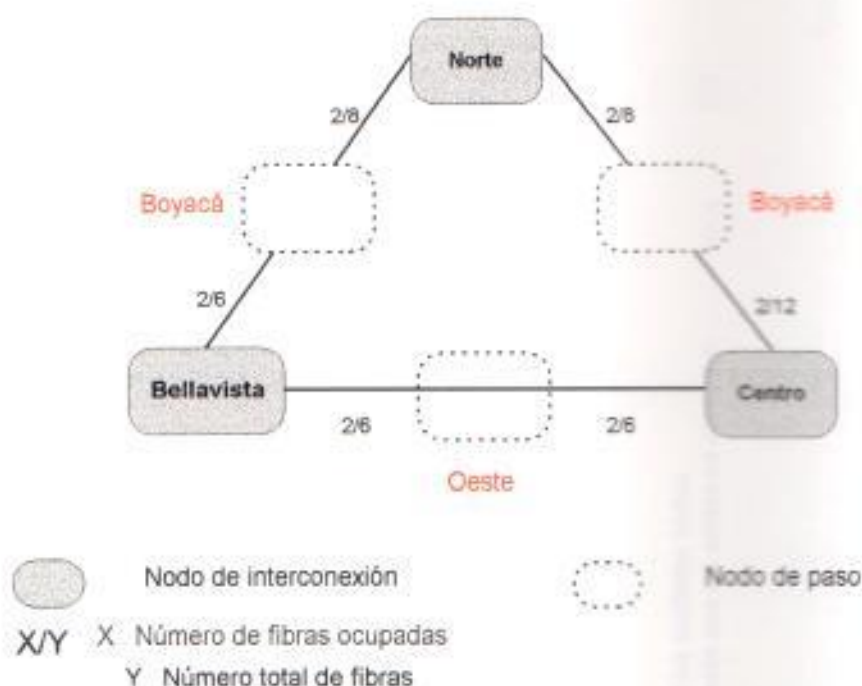 Norte
2/8
2/8
Boyacá
Boyacá
2/6
2/12
Bellavista
Centro
2/6
2/6
Oeste
Nodo de interconexión
Nodo de paso
X/Y X Número de fibras ocupadas
Y Número total de fibras